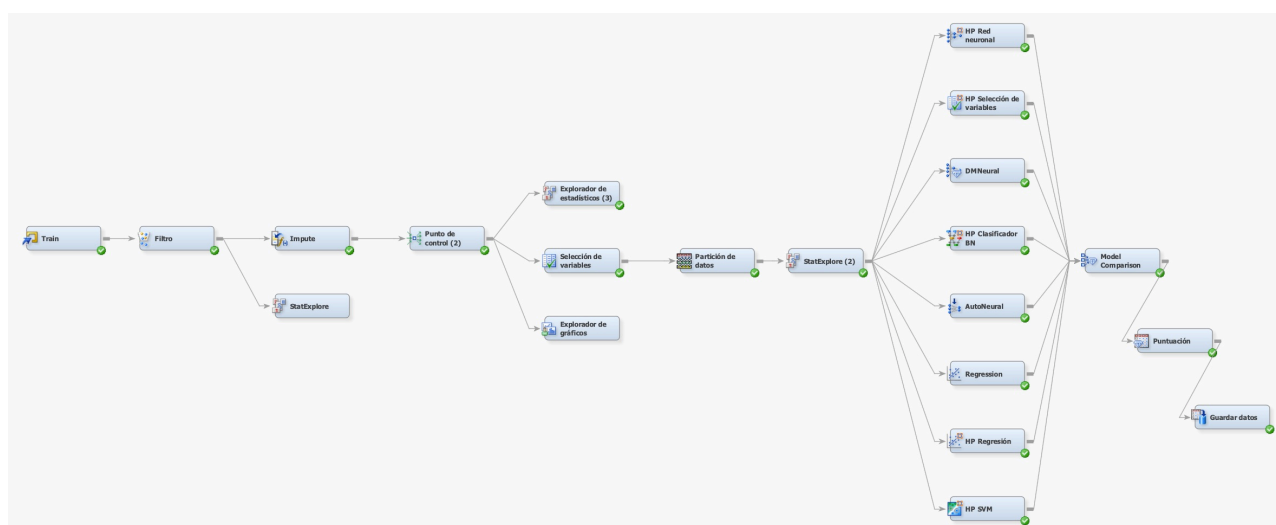 Train
Filtro
Impute
StatExplore
Punto de
control (2)
Explorador de
estadísticos (3)
Selección de
variables
Explorador de
gráficos
Partición de
datos
StatExplore (2)
HP Red
neuronal
HP Selección de
variables
DMNeural
HP Clasificador
BN
AutoNeural
Regression
HP Regresión
HP SVM
Model
Comparison
Puntuación
Guardar datos